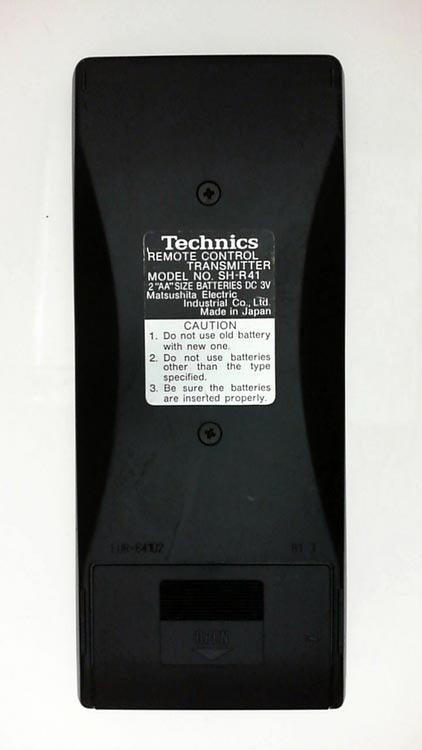 Technics
REMOTE CONTROL
TRANSMITTER
MODEL NO. SH-R41
2 "AA" SIZE BATTERIES DC 3V
Matsushita Electric
Industrial Co., Ltd.
Made in Japan
CAUTION
1. Do not use old battery
with new one.
2. Do not use batteries
other than the type
specified.
3. Be sure the batteries
are inserted properly.
EUR-64102
OPEN